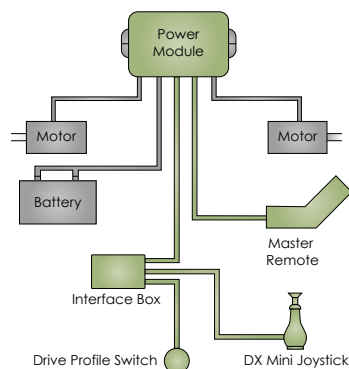 Power
Module
Motor
Motor
Battery
Master
Remote
Interface Box
Drive Profile Switch
DX Mini Joystick